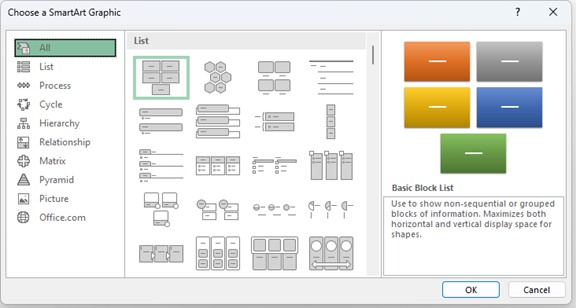 Choose a SmartArt Graphic
?
All
List
Process
Cycle
Hierarchy
Relationship
Matrix
Pyramid
Picture
Office.com
List
Basic Block List
Use to show non-sequential or grouped
blocks of information. Maximizes both
horizontal and vertical display space for
shapes.
OK
Cancel